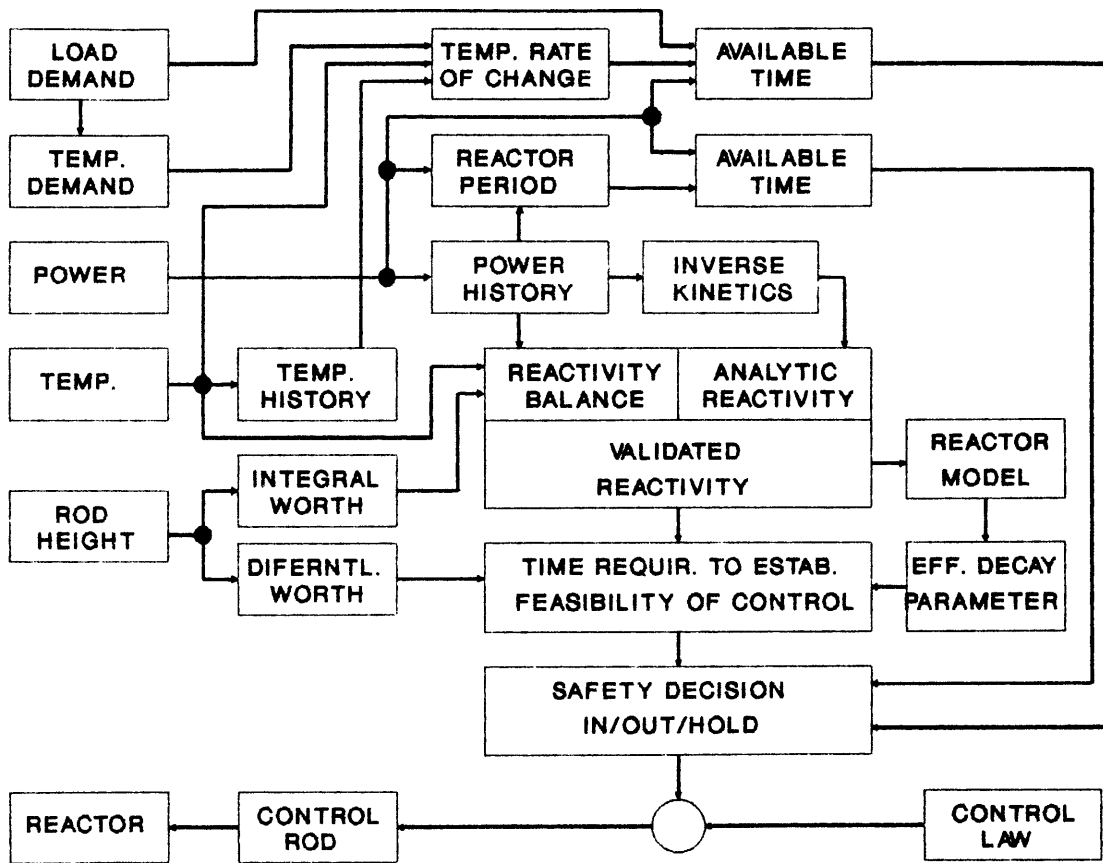 LOAD
DEMAND
TEMP. RATE
OF CHANGE
AVAILABLE
TIME
TEMP.
DEMAND
REACTOR
PERIOD
AVAILABLE
TIME
POWER
POWER
HISTORY
INVERSE
KINETICS
TEMP.
TEMP.
HISTORY
REACTIVITY
BALANCE
ANALYTIC
REACTIVITY
VALIDATED
REACTIVITY
REACTOR
MODEL
ROD
HEIGHT
INTEGRAL
WORTH
DIFERNTL.
WORTH
TIME REQUIR. TO ESTAB.
FEASIBILITY OF CONTROL
EFF. DECAY
PARAMETER
SAFETY DECISION
IN/OUT/HOLD
REACTOR
CONTROL
ROD
CONTROL
LAW